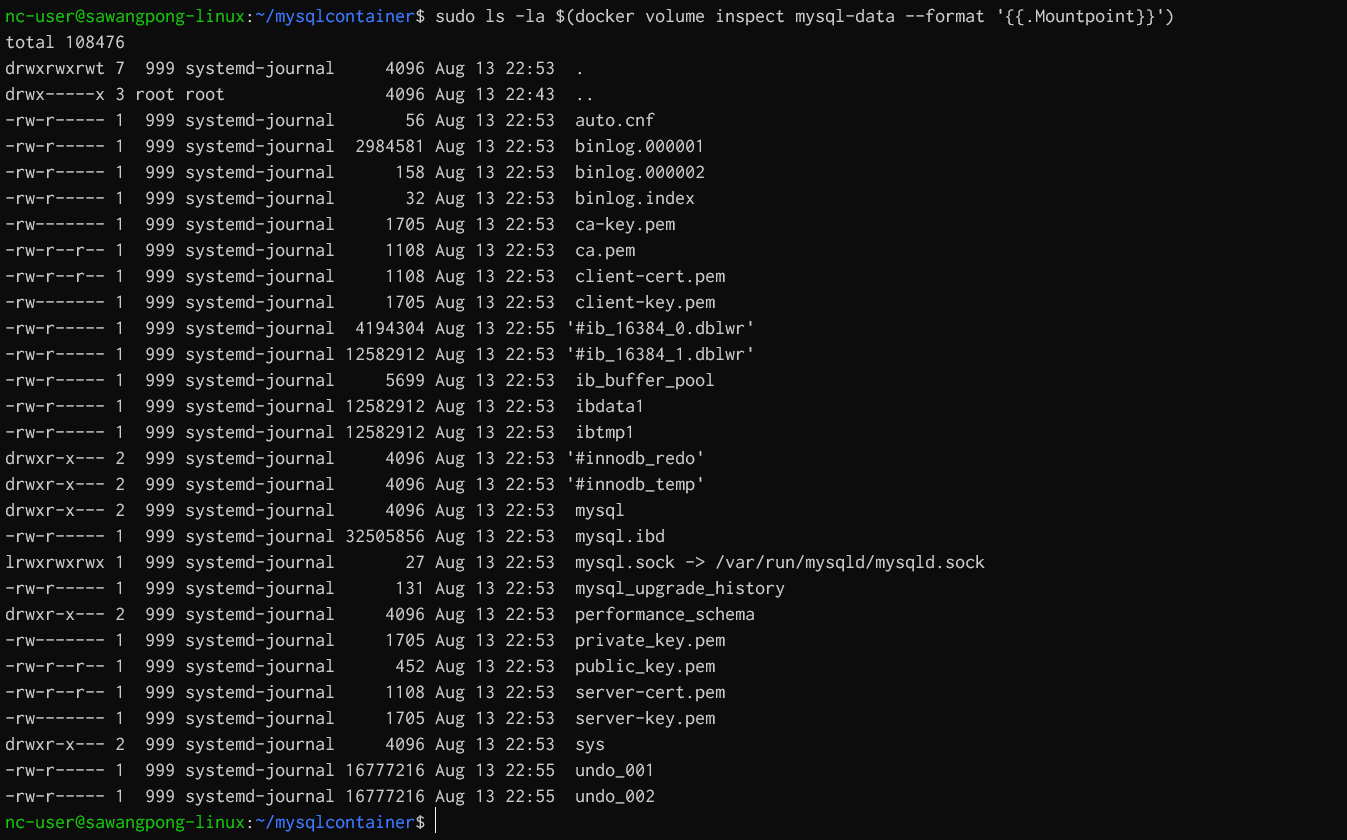 nc-user@sawangpong-linux:~/mysqlcontainer$ sudo ls -la $(docker volume inspect mysql-data --format '{{.Mountpoint}}')
total 108476
drwxrwxrwt 7  999 systemd-journal     4096 Aug 13 22:53  .
drwx-----x 3 root root                4096 Aug 13 22:43  ..
-rw-r----- 1  999 systemd-journal       56 Aug 13 22:53  auto.cnf
-rw-r----- 1  999 systemd-journal  2984581 Aug 13 22:53  binlog.000001
-rw-r----- 1  999 systemd-journal      158 Aug 13 22:53  binlog.000002
-rw-r----- 1  999 systemd-journal       32 Aug 13 22:53  binlog.index
-rw------- 1  999 systemd-journal     1705 Aug 13 22:53  ca-key.pem
-rw-r--r-- 1  999 systemd-journal     1108 Aug 13 22:53  ca.pem
-rw-r--r-- 1  999 systemd-journal     1108 Aug 13 22:53  client-cert.pem
-rw------- 1  999 systemd-journal     1705 Aug 13 22:53  client-key.pem
-rw-r----- 1  999 systemd-journal  4194304 Aug 13 22:55 '#ib_16384_0.dblwr'
-rw-r----- 1  999 systemd-journal 12582912 Aug 13 22:53 '#ib_16384_1.dblwr'
-rw-r----- 1  999 systemd-journal     5699 Aug 13 22:53  ib_buffer_pool
-rw-r----- 1  999 systemd-journal 12582912 Aug 13 22:53  ibdata1
-rw-r----- 1  999 systemd-journal 12582912 Aug 13 22:53  ibtmp1
drwxr-x--- 2  999 systemd-journal     4096 Aug 13 22:53 '#innodb_redo'
drwxr-x--- 2  999 systemd-journal     4096 Aug 13 22:53 '#innodb_temp'
drwxr-x--- 2  999 systemd-journal     4096 Aug 13 22:53  mysql
-rw-r----- 1  999 systemd-journal 32505856 Aug 13 22:53  mysql.ibd
lrwxrwxrwx 1  999 systemd-journal       27 Aug 13 22:53  mysql.sock -> /var/run/mysqld/mysqld.sock
-rw-r----- 1  999 systemd-journal      131 Aug 13 22:53  mysql_upgrade_history
drwxr-x--- 2  999 systemd-journal     4096 Aug 13 22:53  performance_schema
-rw------- 1  999 systemd-journal     1705 Aug 13 22:53  private_key.pem
-rw-r--r-- 1  999 systemd-journal      452 Aug 13 22:53  public_key.pem
-rw-r--r-- 1  999 systemd-journal     1108 Aug 13 22:53  server-cert.pem
-rw------- 1  999 systemd-journal     1705 Aug 13 22:53  server-key.pem
drwxr-x--- 2  999 systemd-journal     4096 Aug 13 22:53  sys
-rw-r----- 1  999 systemd-journal 16777216 Aug 13 22:55  undo_001
-rw-r----- 1  999 systemd-journal 16777216 Aug 13 22:55  undo_002
nc-user@sawangpong-linux:~/mysqlcontainer$